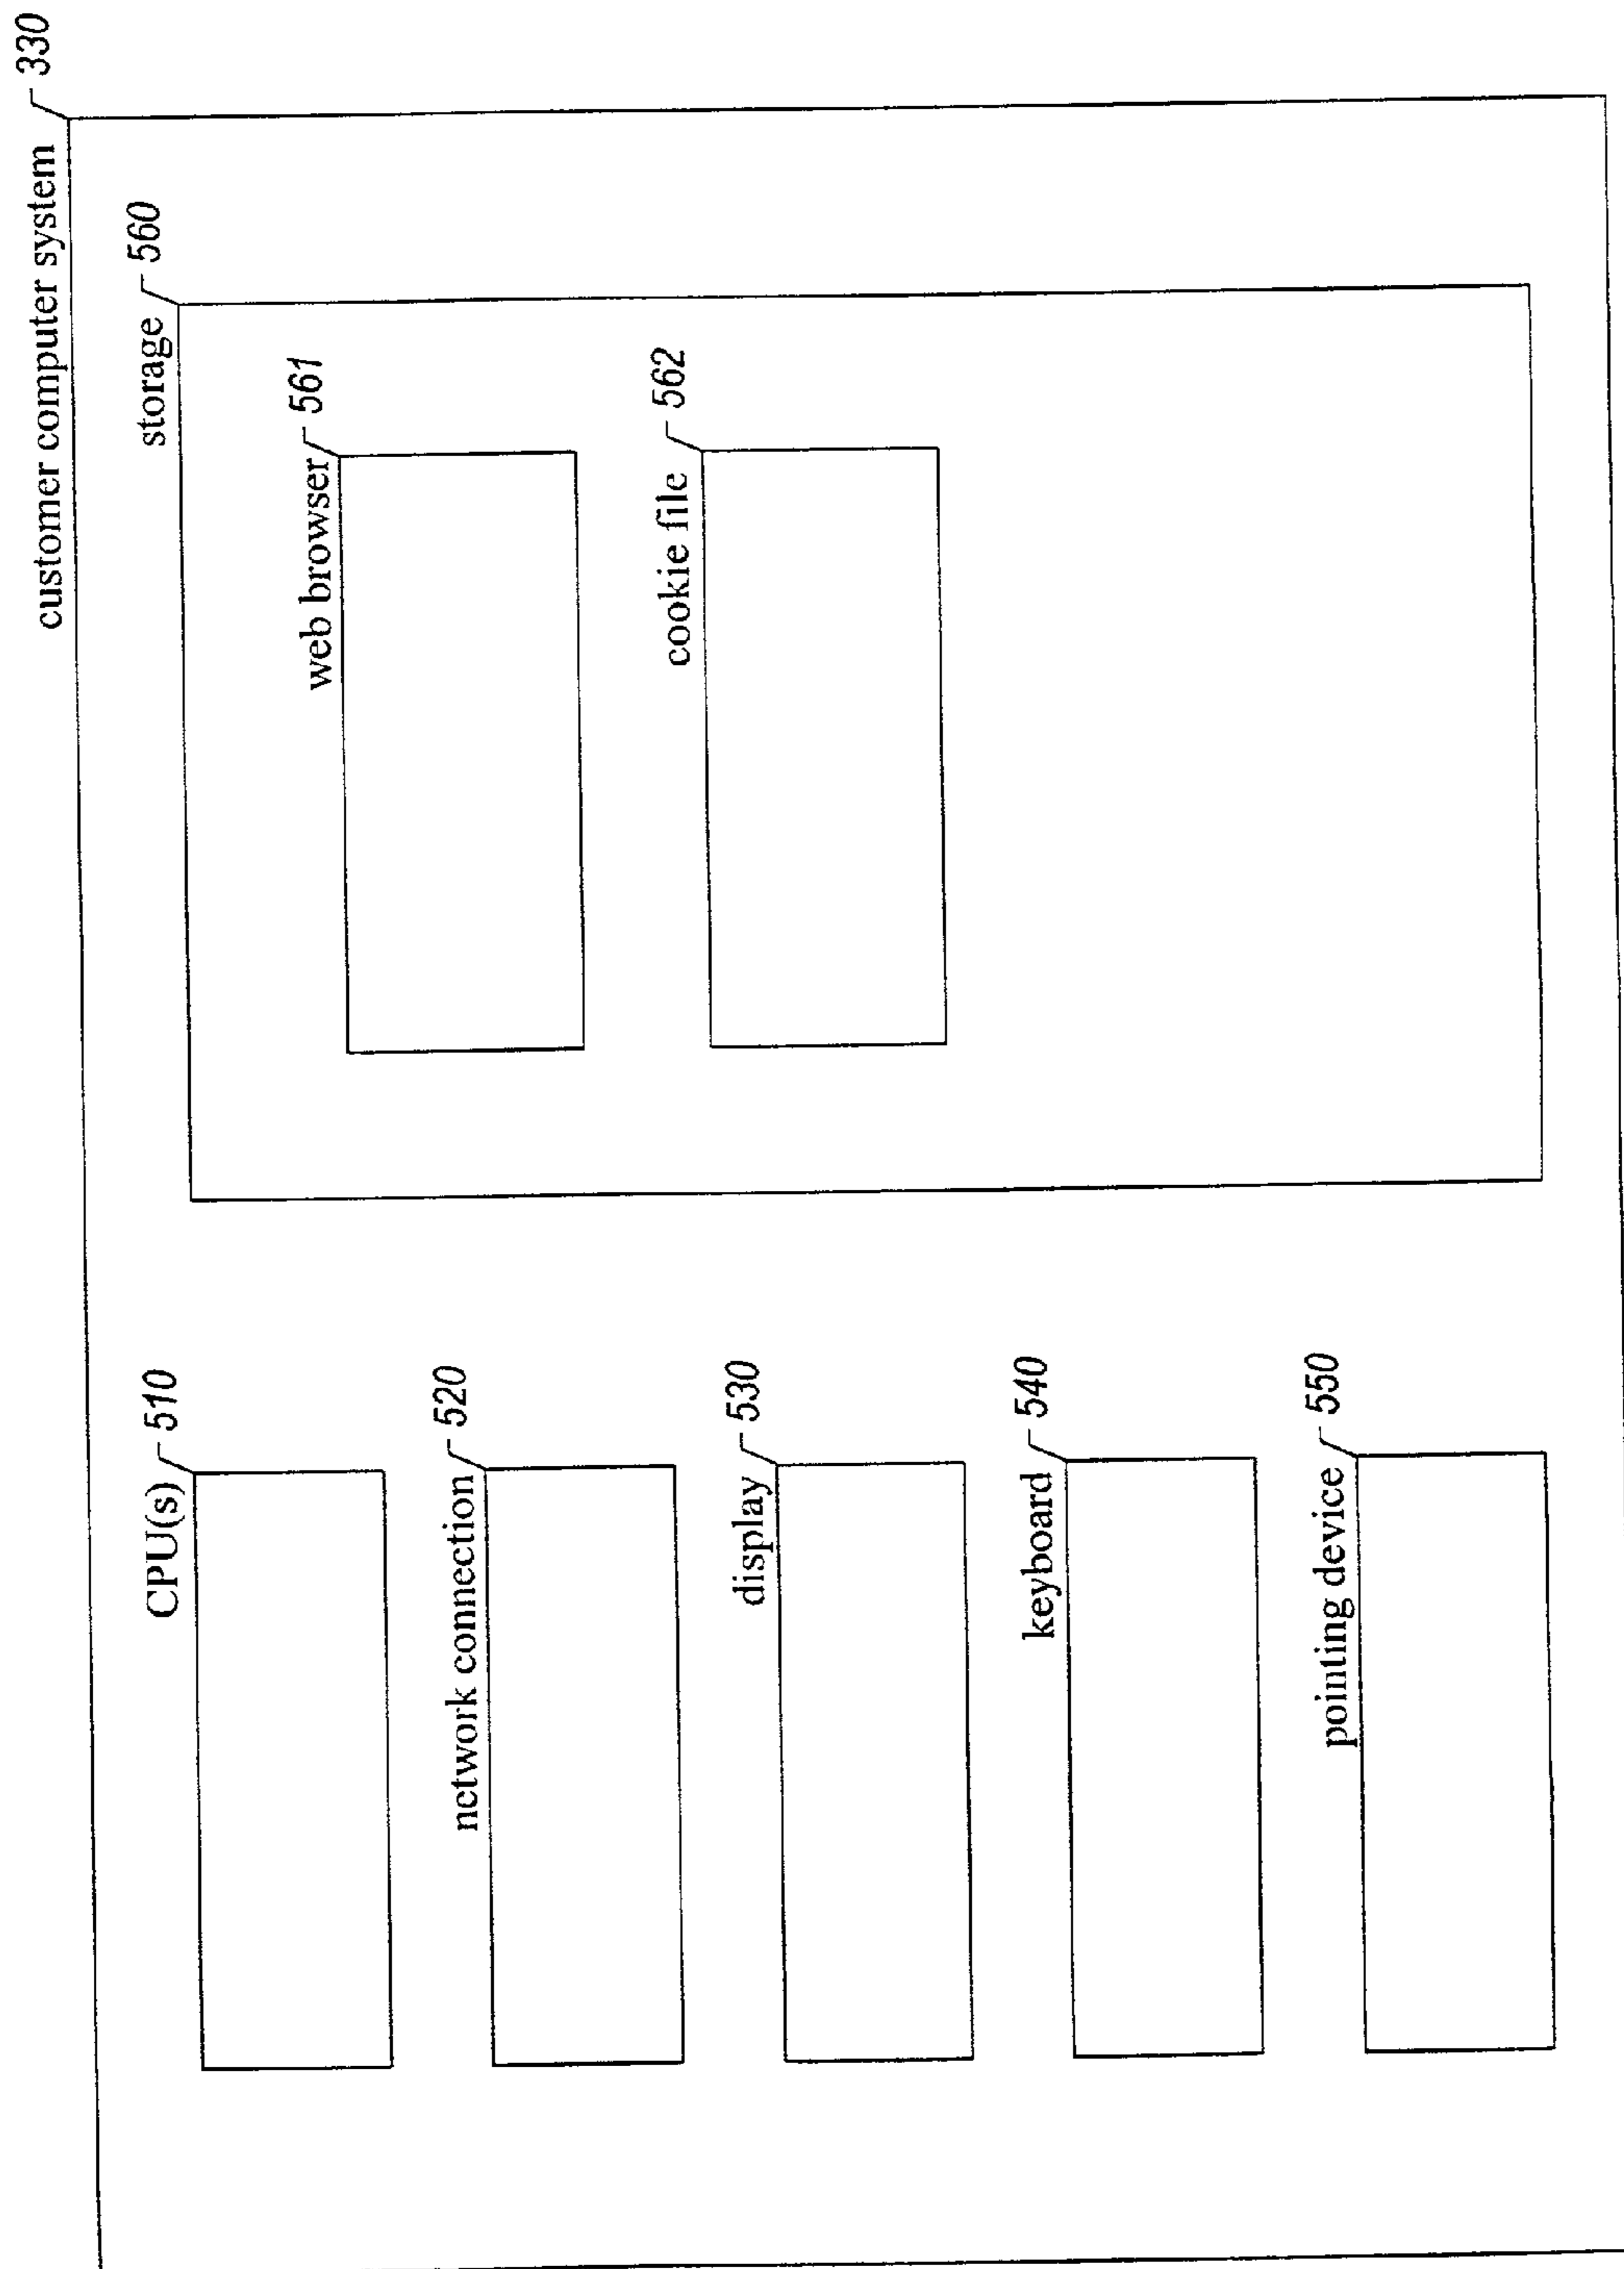 customer computer system 330
CPU(s) 510
network connection 520
display 530
keyboard 540
pointing device 550
storage 560
web browser 561
cookie file 562